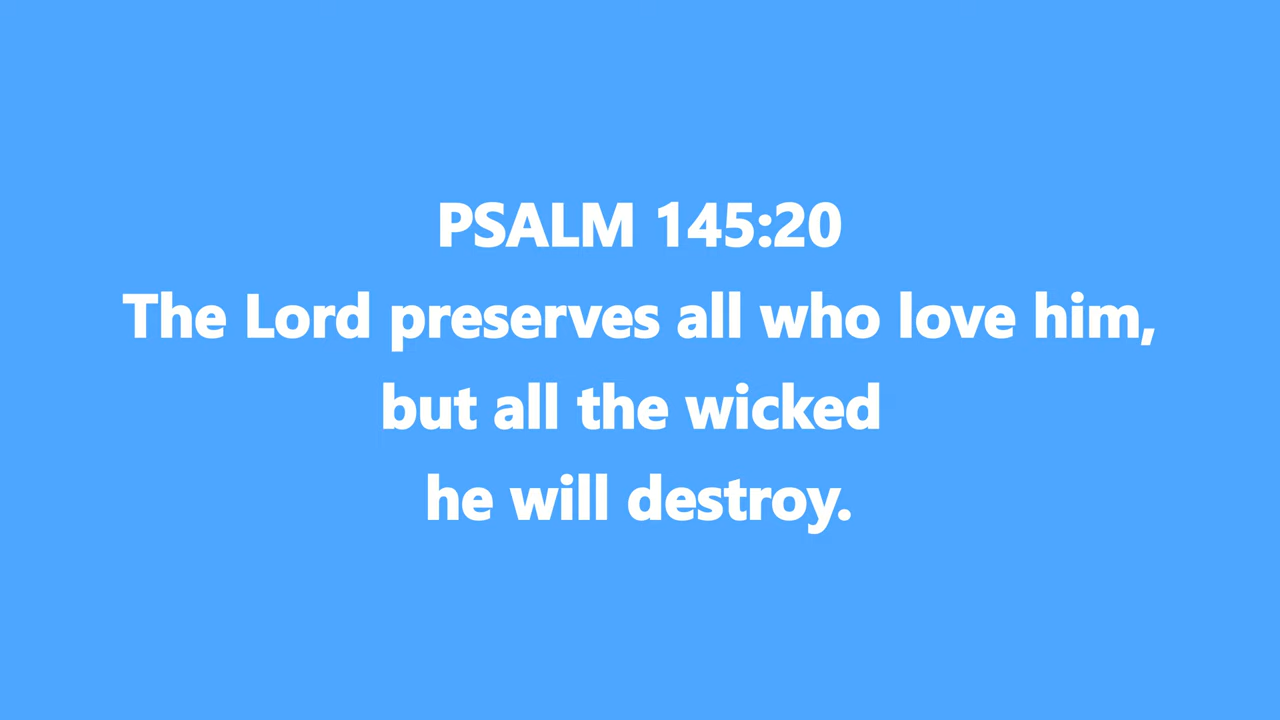 PSALM 145:20
The Lord preserves all who love him,
but all the wicked
he will destroy.